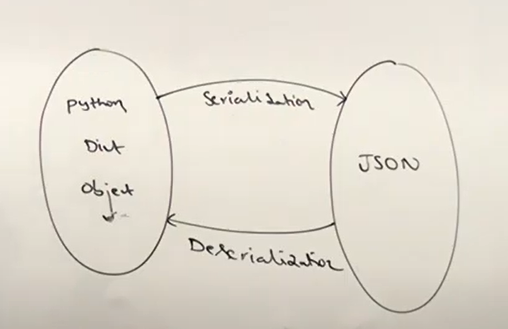 Python
Dict
Object
Serialization
JSON
Deserialization